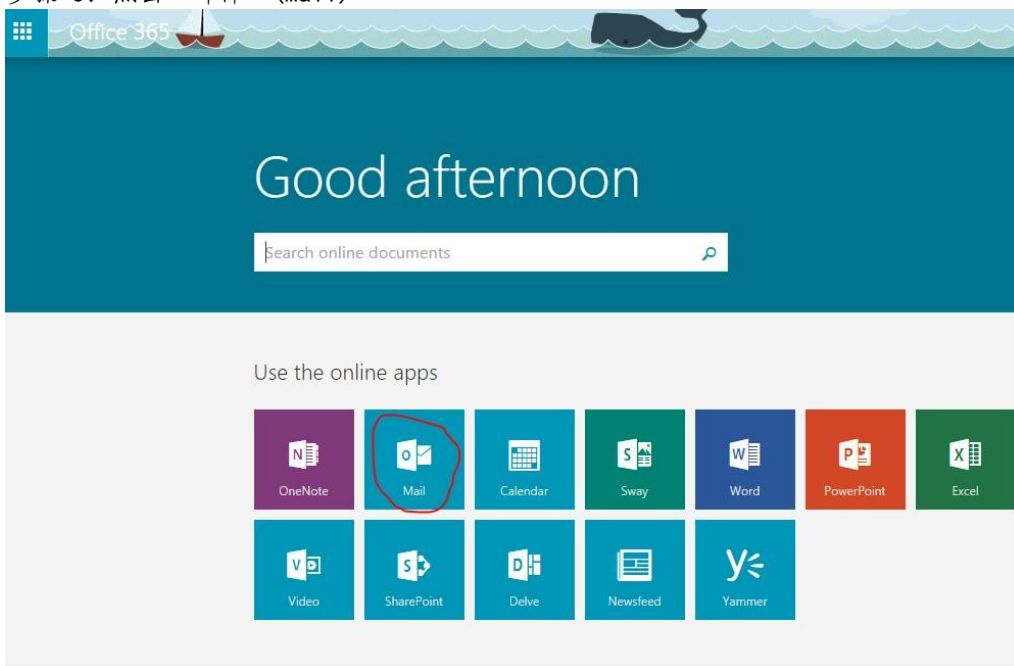 Office 365
Good afternoon
Search online documents
Use the online apps
OneNote
Mail
Calendar
Sway
Word
PowerPoint
Excel
Video
SharePoint
Delve
Newsfeed
Yammer